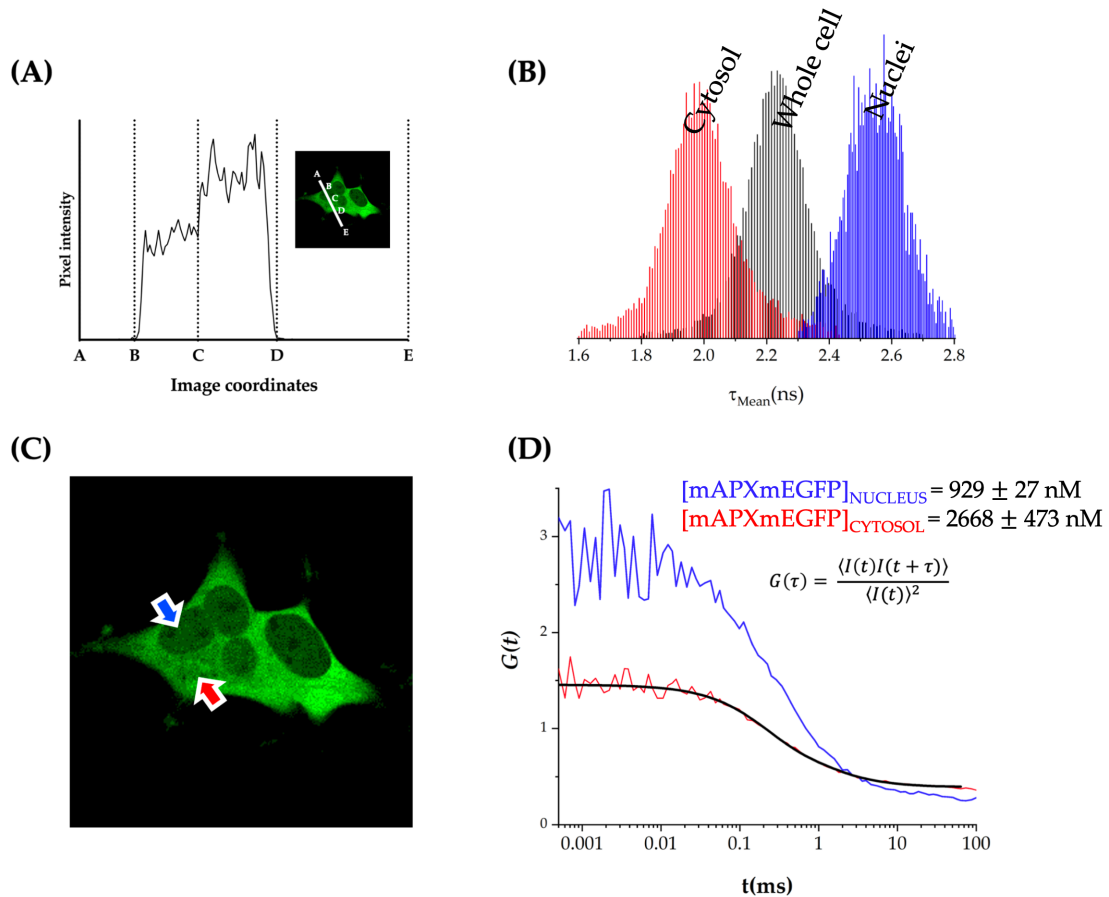 (A)
Pixel intensity
A
B
C
D
E
A B C D E
Image coordinates
(B)
Cytosol
Whole cell
Nuclei
1.6 1.8 2.0 2.2 2.4 2.6 2.8
τMean(ns)
(C)
(D)
[mAPXmEGFP]NUCLEUS = 929 ± 27 nM
[mAPXmEGFP]CYTOSOL = 2668 ± 473 nM
G(τ) = ⟨I(t)I(t + τ)⟩ / ⟨I(t)⟩²
G(t)
3
2
1
0
0.001 0.01 0.1 1 10 100
t(ms)